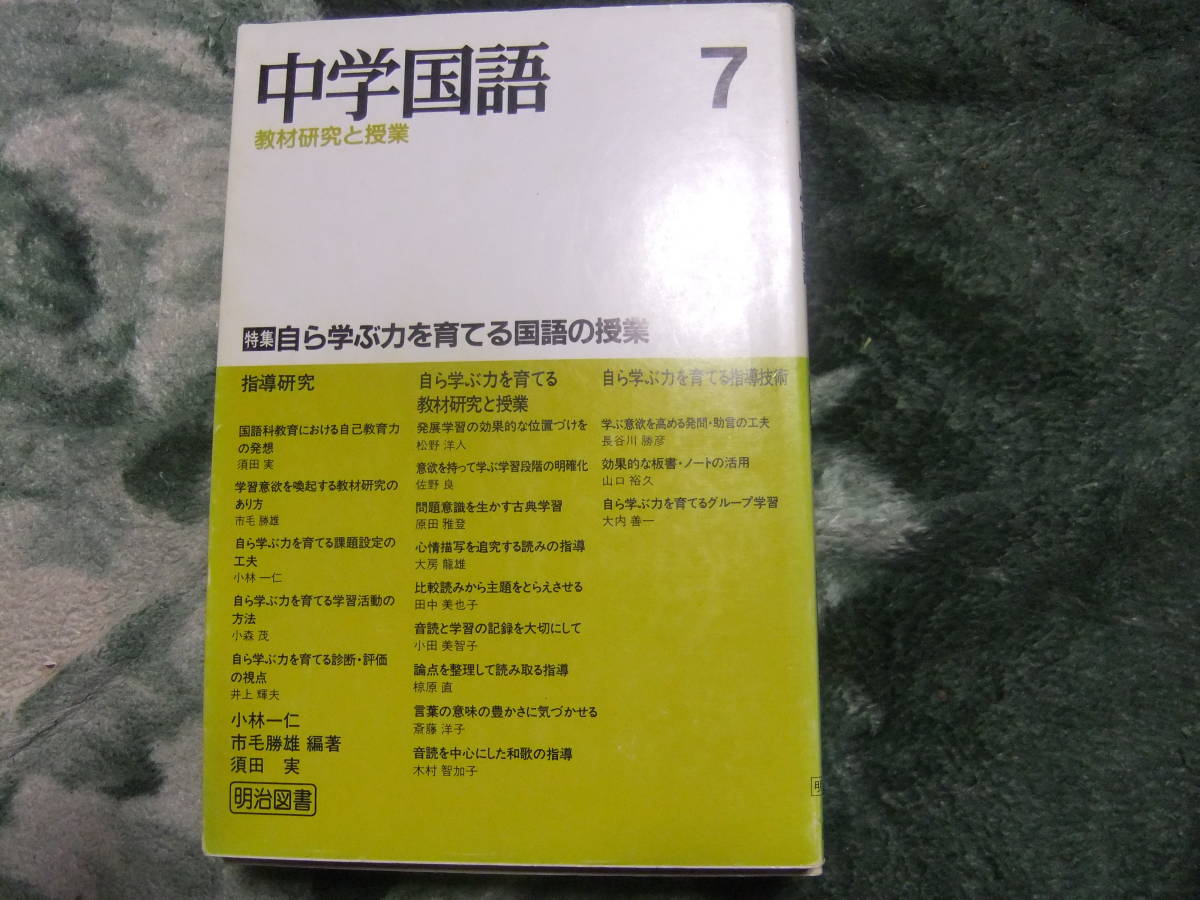 中学国語
7
教材研究と授業
特集 自ら学ぶ力を育てる国語の授業
指導研究
国語科教育における自己教育力
の発想
須田 実
学習意欲を喚起する教材研究の
あり方
市毛 勝雄
自ら学ぶ力を育てる課題設定の
工夫
小林 一仁
自ら学ぶ力を育てる学習活動の
方法
小森 茂
自ら学ぶ力を育てる診断・評価
の視点
井上 輝夫
小林一仁
市毛勝雄 編著
須田 実
明治図書
自ら学ぶ力を育てる
教材研究と授業
発展学習の効果的な位置づけを
松野 洋人
意欲を持って学ぶ学習段階の明確化
佐野 良
問題意識を生かす古典学習
原田 雅登
心情描写を追究する読みの指導
大房 龍雄
比較読みから主題をとらえさせる
田中 美也子
音読と学習の記録を大切にして
小田 美智子
論点を整理して読み取る指導
椋原 直
言葉の意味の豊かさに気づかせる
斎藤 洋子
音読を中心にした和歌の指導
木村 智加子
自ら学ぶ力を育てる指導技術
学ぶ意欲を高める発問・助言の工夫
長谷川 勝彦
効果的な板書・ノートの活用
山口 裕久
自ら学ぶ力を育てるグループ学習
大内 善一